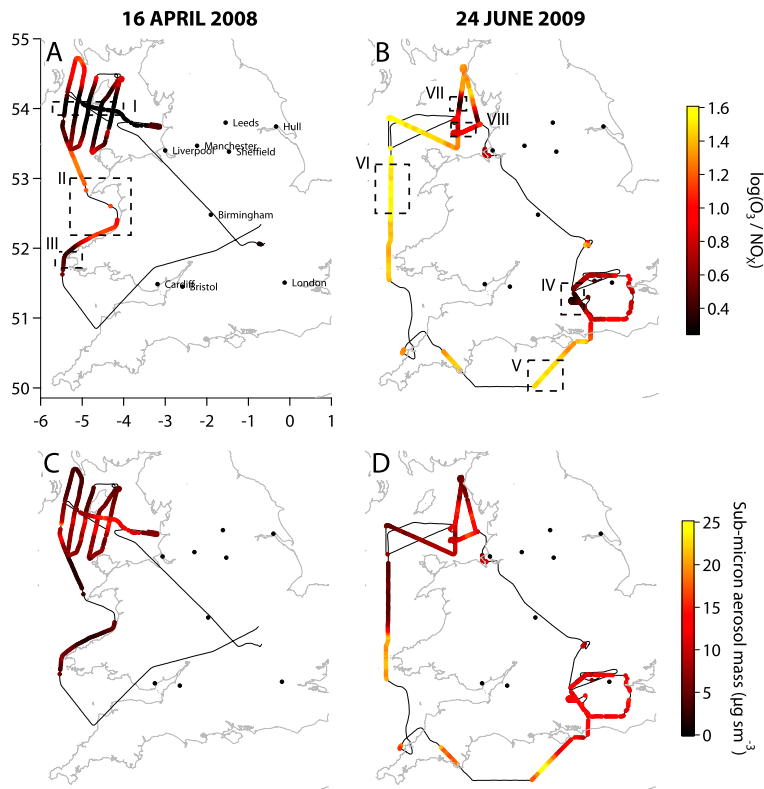 16 APRIL 2008
24 JUNE 2009
A
B
55
54
53
52
51
50
-6 -5 -4 -3 -2 -1 0 1
I
II
III
Leeds
Hull
Manchester
Liverpool
Sheffield
Birmingham
Cardiff
Bristol
London
VII
VIII
VI
IV
V
1.6
1.4
1.2
1.0
0.8
0.6
0.4
log(O3 / NOX)
C
D
25
20
15
10
5
0
Sub-micron aerosol mass (µg sm-3)